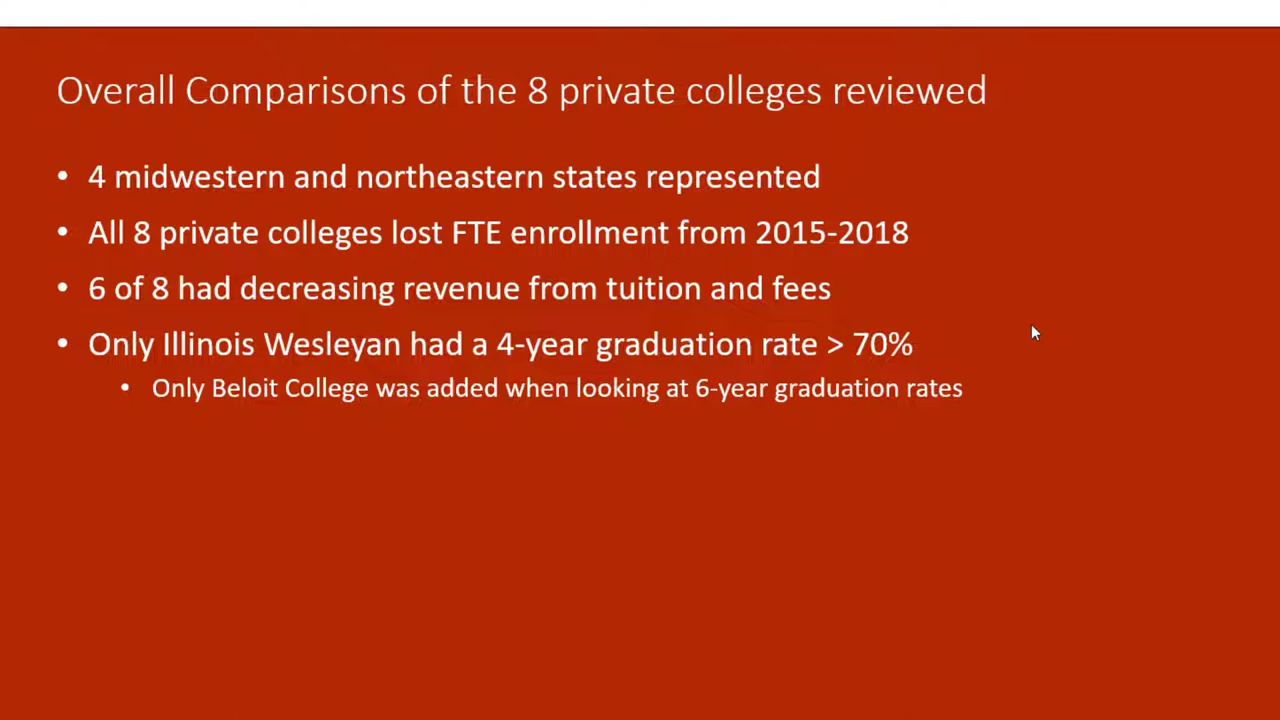 Overall Comparisons of the 8 private colleges reviewed
• 4 midwestern and northeastern states represented
• All 8 private colleges lost FTE enrollment from 2015-2018
• 6 of 8 had decreasing revenue from tuition and fees
• Only Illinois Wesleyan had a 4-year graduation rate > 70%
• Only Beloit College was added when looking at 6-year graduation rates